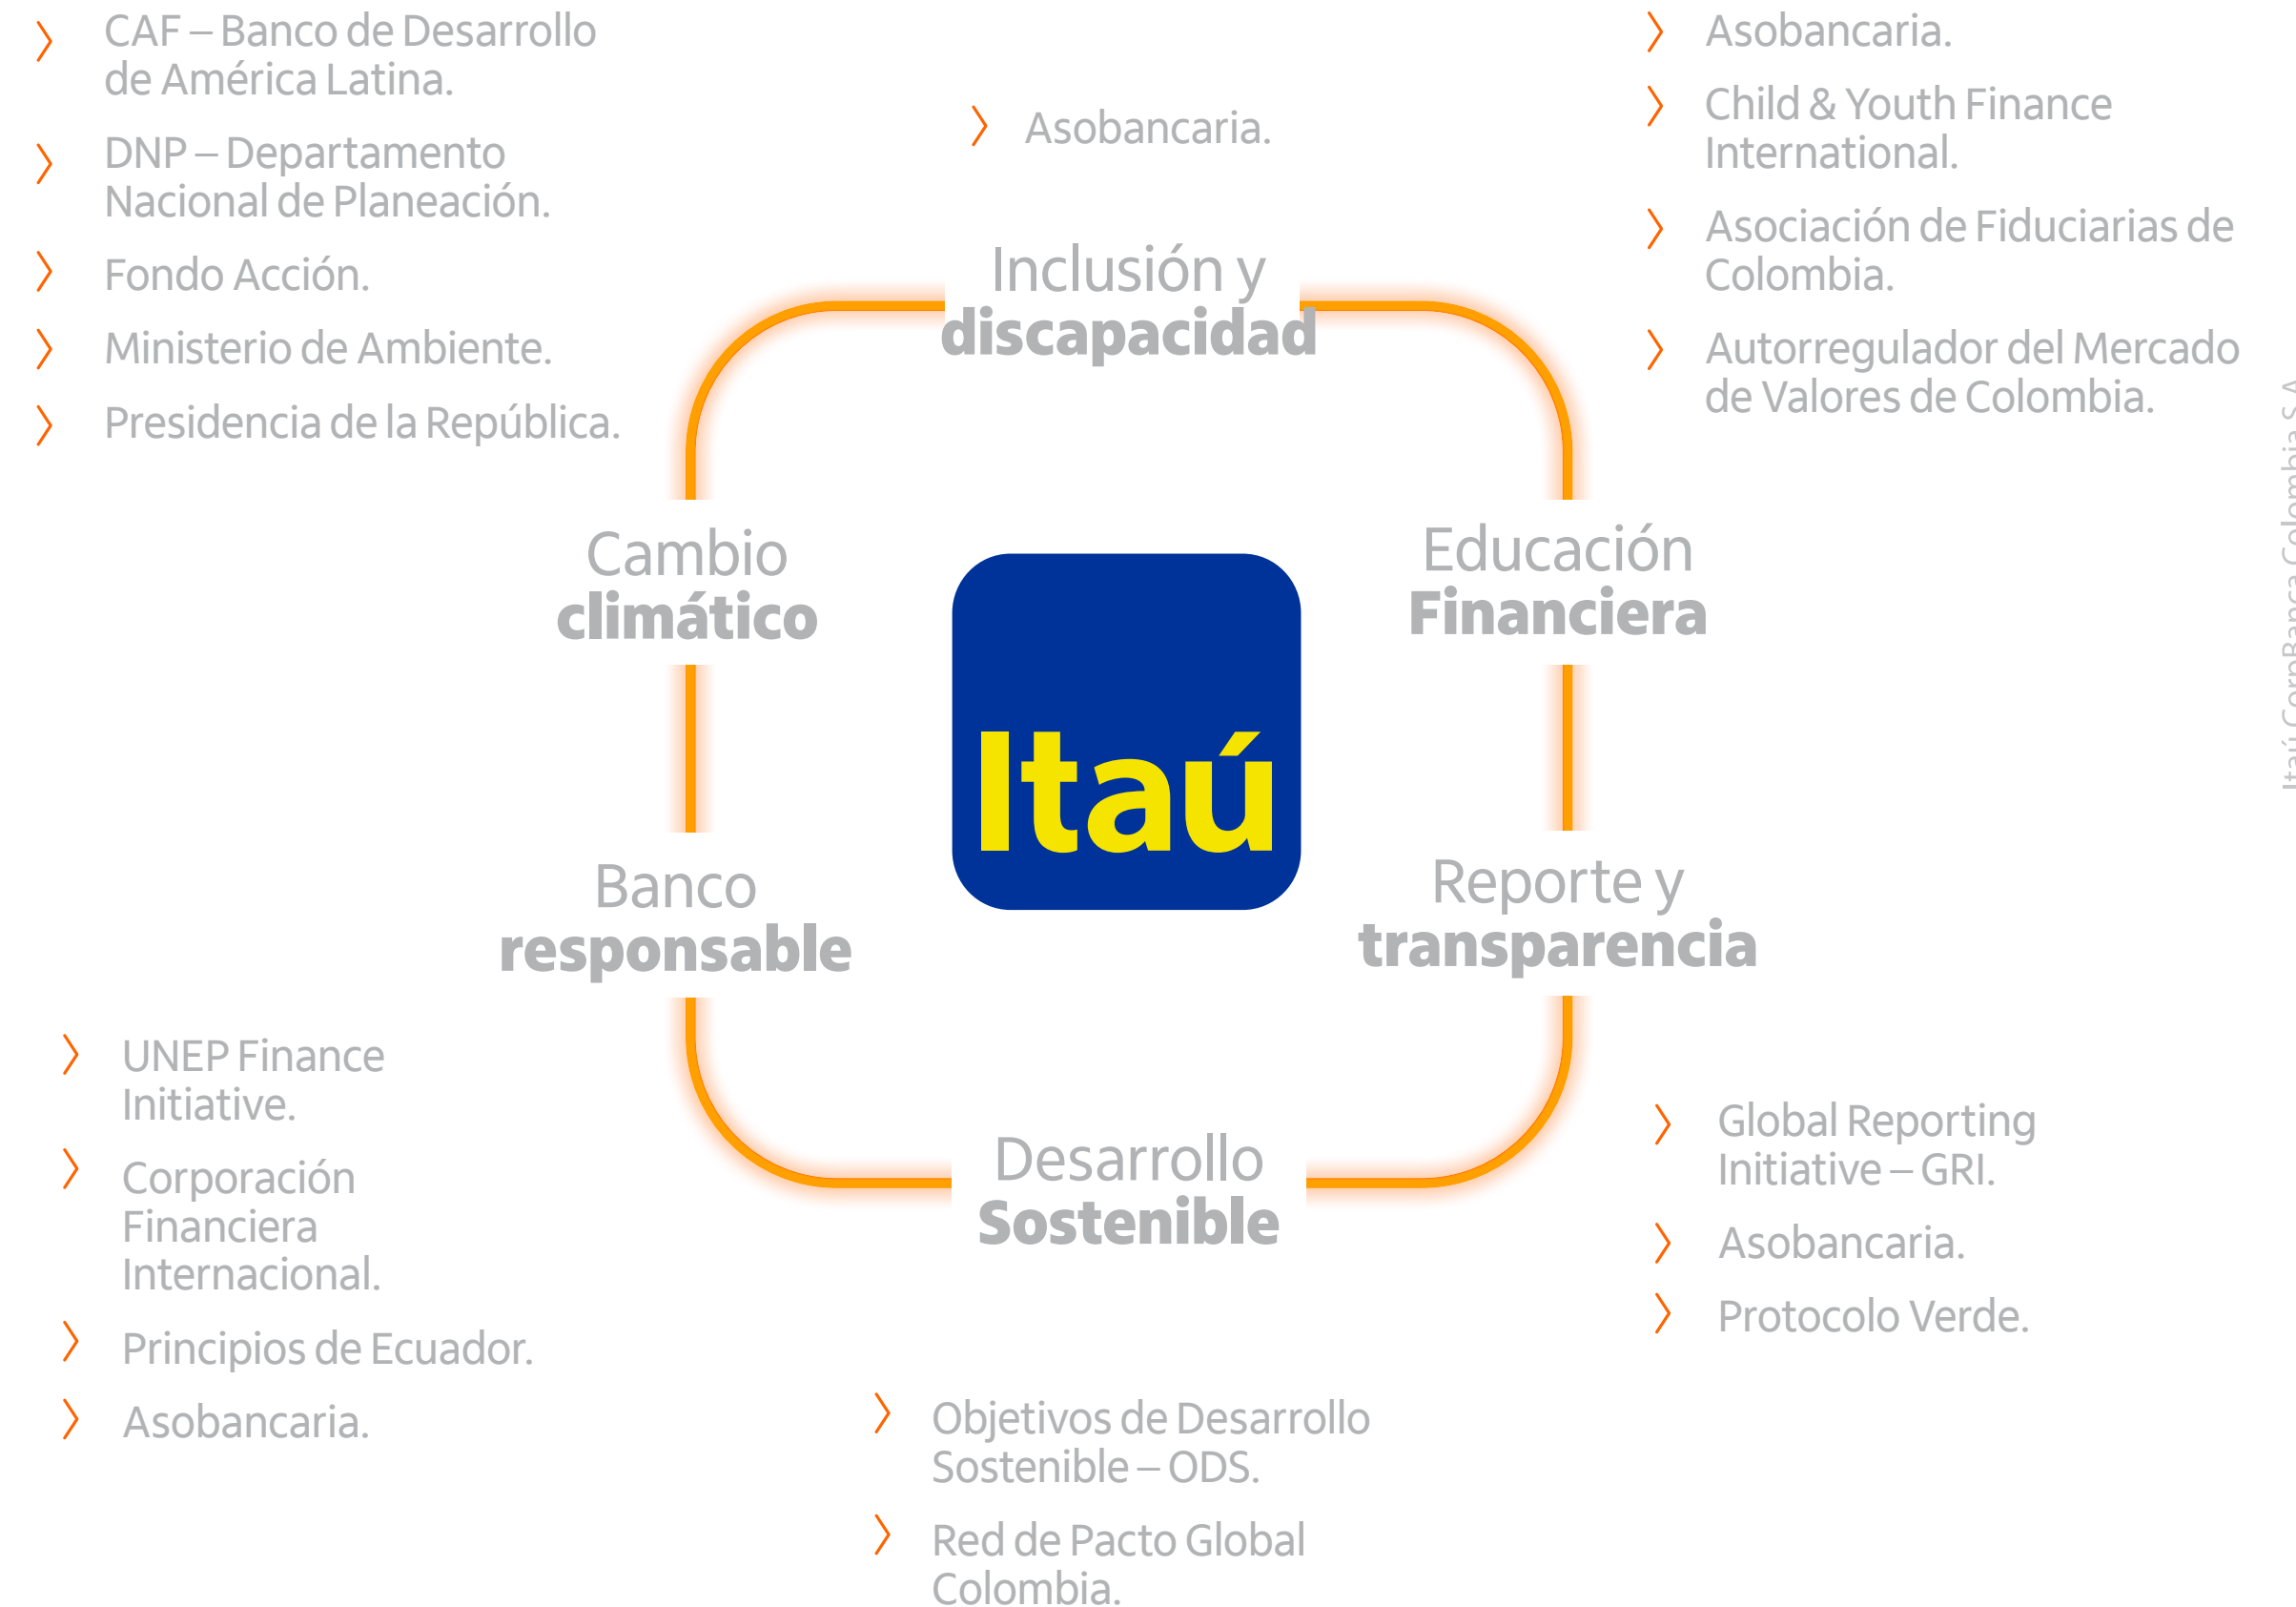 CAF – Banco de Desarrollo
de América Latina.
DNP – Departamento
Nacional de Planeación.
Fondo Acción.
Ministerio de Ambiente.
Presidencia de la República.
Asobancaria.
Asobancaria.
Child & Youth Finance
International.
Asociación de Fiduciarias de
Colombia.
Autorregulador del Mercado
de Valores de Colombia.
Inclusión y
discapacidad
Cambio
climático
Educación
Financiera
Itaú
Banco
responsable
Reporte y
transparencia
Desarrollo
Sostenible
UNEP Finance
Initiative.
Corporación
Financiera
Internacional.
Principios de Ecuador.
Asobancaria.
Objetivos de Desarrollo
Sostenible – ODS.
Red de Pacto Global
Colombia.
Global Reporting
Initiative – GRI.
Asobancaria.
Protocolo Verde.
Itaú CorpBanca Colombia S.A